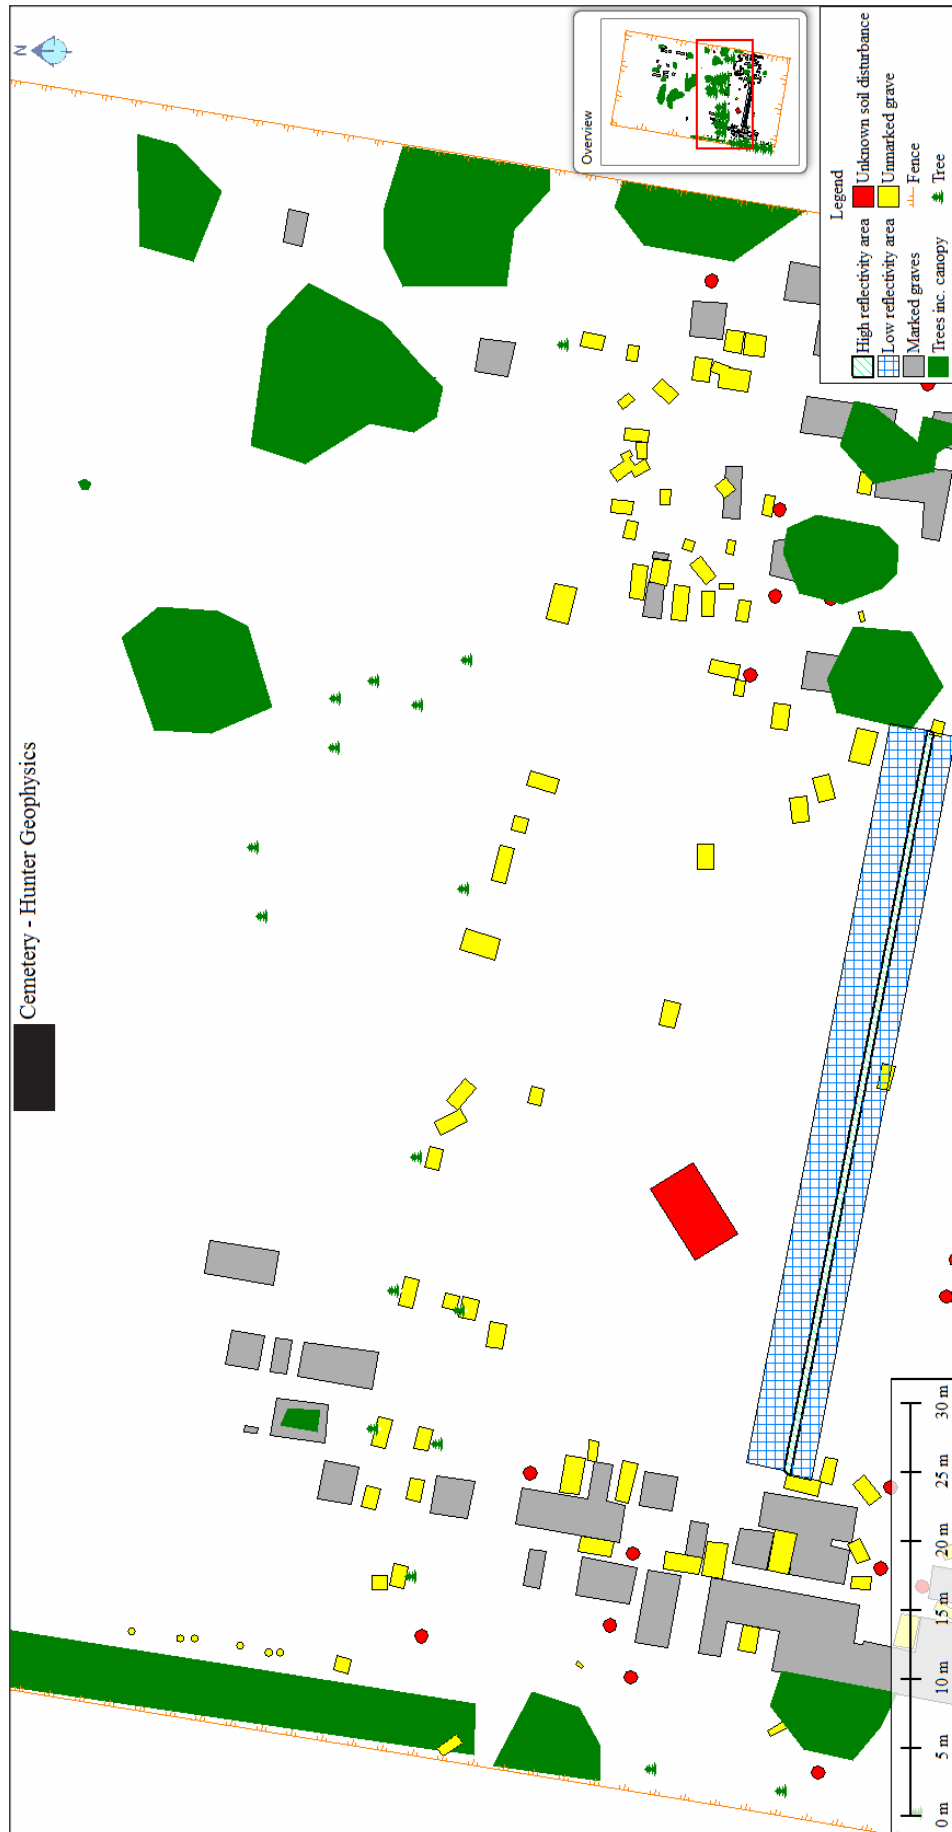 Cemetery - Hunter Geophysics
N
Overview
Legend
High reflectivity area
Unknown soil disturbance
Low reflectivity area
Unmarked grave
Marked graves
Fence
Trees inc. canopy
Tree
0 m 5 m 10 m 15 m 20 m 25 m 30 m